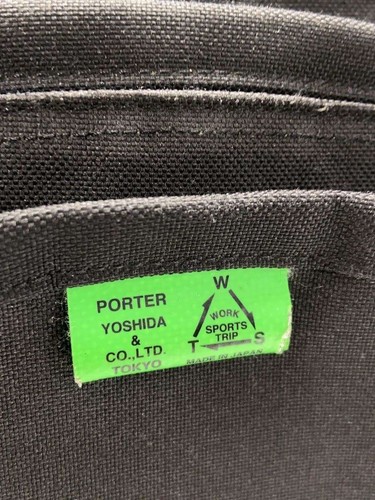 PORTER
YOSHIDA
&
CO.,LTD.
TOKYO
W
WORK
SPORTS
TRIP
T S
MADE IN JAPAN